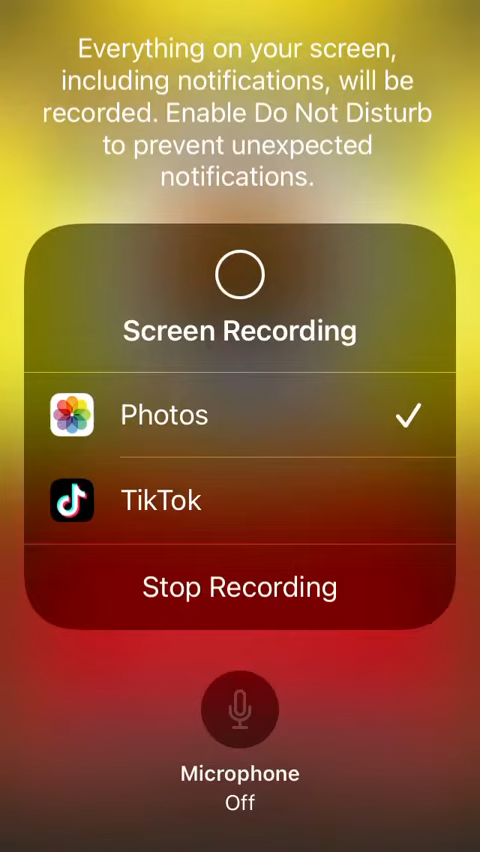 Everything on your screen,
including notifications, will be
recorded. Enable Do Not Disturb
to prevent unexpected
notifications.
Screen Recording
Photos
TikTok
Stop Recording
Microphone
Off